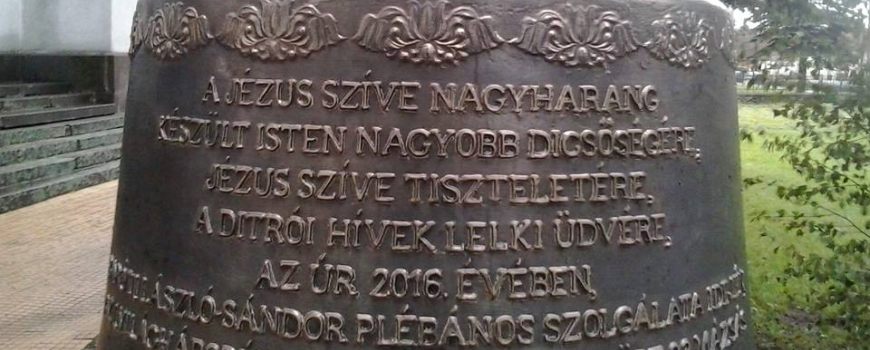 A JÉZUS SZÍVE NAGYHARANG
KÉSZÜLT ISTEN NAGYOBB DIGSŐSÉGÉRE,
JÉZUS SZÍVE TISZTELETÉRE,
A DITRÓI HÍVEK LELKI ÜDVÉRE,
AZ ÚR 2016. ÉVÉBEN,
LÁSZLÓ-SÁNDOR PLÉBÁNOS SZOLGÁLATA